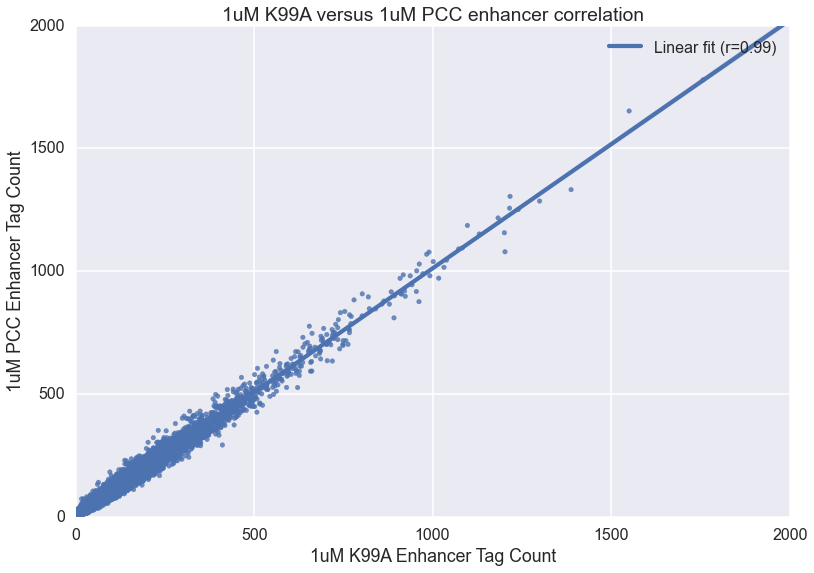 1uM K99A versus 1uM PCC enhancer correlation
Linear fit (r=0.99)
1uM PCC Enhancer Tag Count
2000
1500
1000
500
0
0 500 1000 1500 2000
1uM K99A Enhancer Tag Count